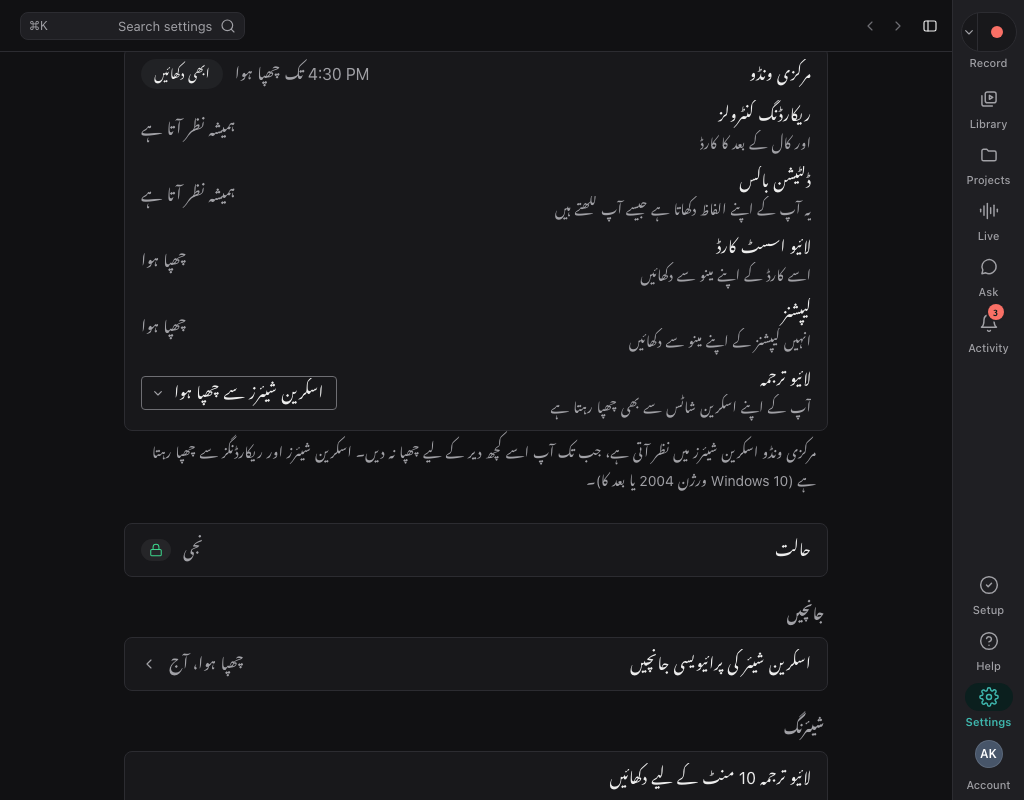 Search settings ⌘K
مرکزی ونڈو
4:30 PM تک چھپا ہوا
ابھی دکھائیں
ریکارڈنگ کنٹرولز
اور کال کے بعد کا کارڈ
ہمیشہ نظر آتا ہے
ڈکٹیشن باکس
یہ آپ کے اپنے الفاظ دکھاتا ہے جیسے آپ لکھتے ہیں
ہمیشہ نظر آتا ہے
لائیو اسسٹ کارڈ
اسے کارڈ کے اپنے مینو سے دکھائیں
چھپا ہوا
کیپشنز
انہیں کیپشنز کے اپنے مینو سے دکھائیں
چھپا ہوا
لائیو ترجمہ
آپ کے اپنے اسکرین شاٹس سے بھی چھپا رہتا ہے
اسکرین شیئرز سے چھپا ہوا
مرکزی ونڈو اسکرین شیئرز میں نظر آتی ہے، جب تک آپ اسے کچھ دیر کے لیے چھپا نہ دیں۔ اسکرین شیئرز اور ریکارڈنگز سے چھپا رہتا
ہے (Windows 10 ورژن 2004 یا بعد کا)۔
حالت
نجی
جانچیں
اسکرین شیئر کی پرائیویسی جانچیں
چھپا ہوا، آج
شیئرنگ
لائیو ترجمہ 10 منٹ کے لیے دکھائیں
Record
Library
Projects
Live
Ask
3
Activity
Setup
Help
Settings
AK
Account